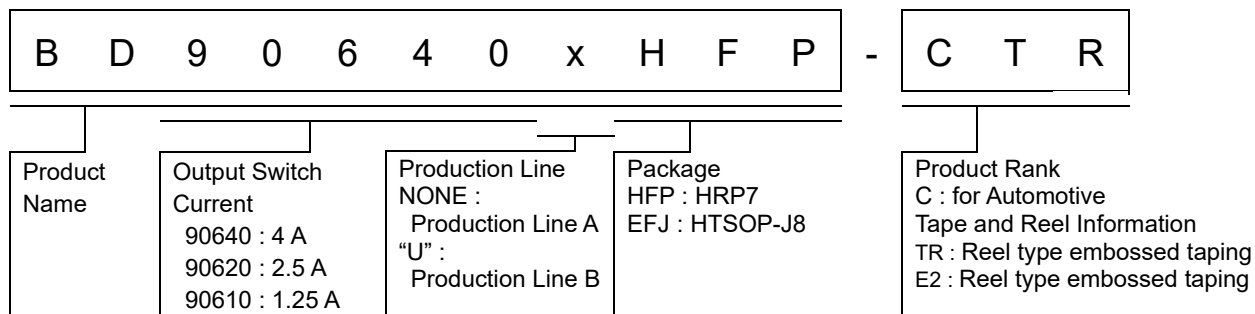 B D 9 0 6 4 0 x H F P - C T R
Product
Name
Output Switch
Current
90640 : 4 A
90620 : 2.5 A
90610 : 1.25 A
Production Line
NONE :
Production Line A
“U” :
Production Line B
Package
HFP : HRP7
EFJ : HTSOP-J8
Product Rank
C : for Automotive
Tape and Reel Information
TR : Reel type embossed taping
E2 : Reel type embossed taping